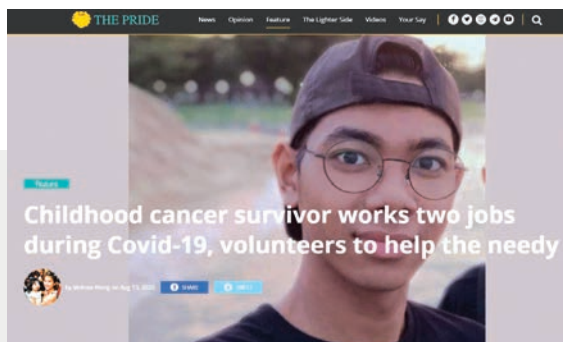 THE PRIDE
News Opinion Feature The Lighter Side Videos Your Say
Feature
Childhood cancer survivor works two jobs
during Covid-19, volunteers to help the needy
SHARE